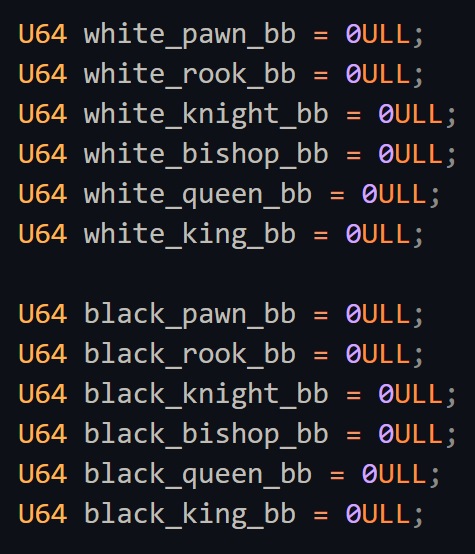 U64 white_pawn_bb = 0ULL;
U64 white_rook_bb = 0ULL;
U64 white_knight_bb = 0ULL;
U64 white_bishop_bb = 0ULL;
U64 white_queen_bb = 0ULL;
U64 white_king_bb = 0ULL;

U64 black_pawn_bb = 0ULL;
U64 black_rook_bb = 0ULL;
U64 black_knight_bb = 0ULL;
U64 black_bishop_bb = 0ULL;
U64 black_queen_bb = 0ULL;
U64 black_king_bb = 0ULL;